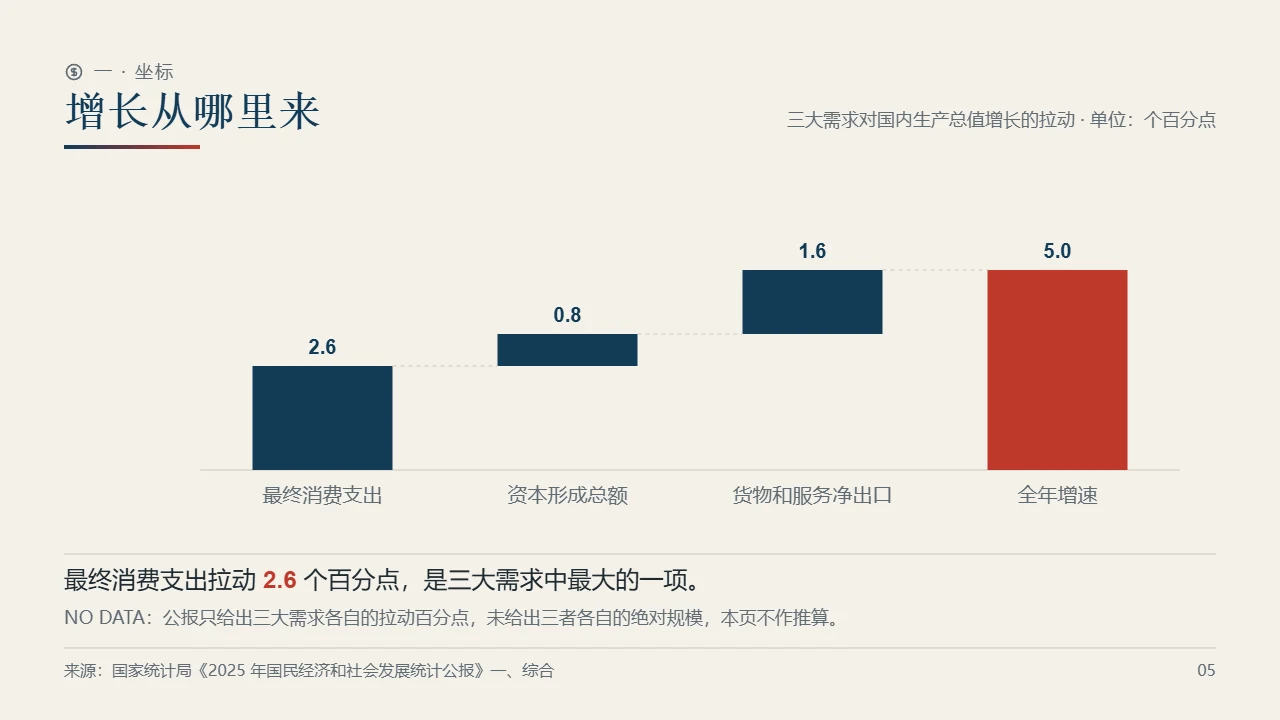 一 · 坐标
增长从哪里来
三大需求对国内生产总值增长的拉动 · 单位：个百分点
2.6
0.8
1.6
5.0
最终消费支出
资本形成总额
货物和服务净出口
全年增速
最终消费支出拉动 2.6 个百分点，是三大需求中最大的一项。
NO DATA：公报只给出三大需求各自的拉动百分点，未给出三者各自的绝对规模，本页不作推算。
来源：国家统计局《2025 年国民经济和社会发展统计公报》一、综合
05